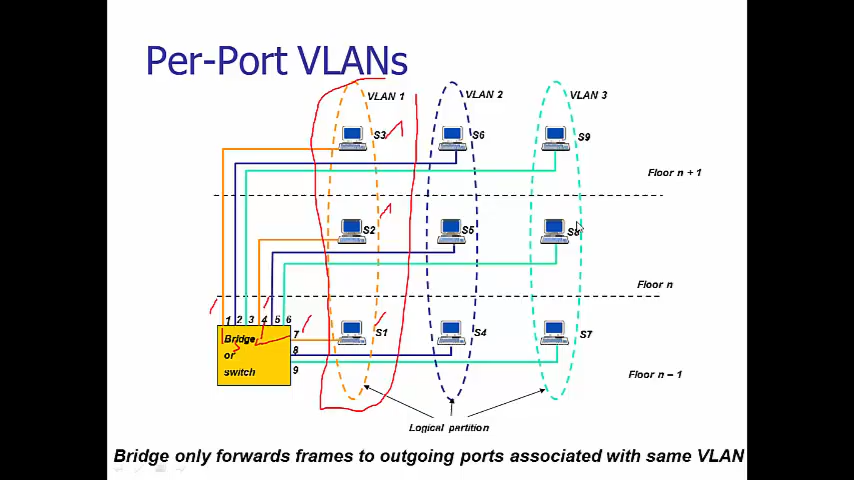 Per-Port VLANs
VLAN 1
VLAN 2
VLAN 3
S3
S6
S9
Floor n + 1
S2
S5
S8
Floor n
1 2 3 4 5 6
7
8
9
Bridge
or
switch
S1
S4
S7
Floor n – 1
Logical partition
Bridge only forwards frames to outgoing ports associated with same VLAN